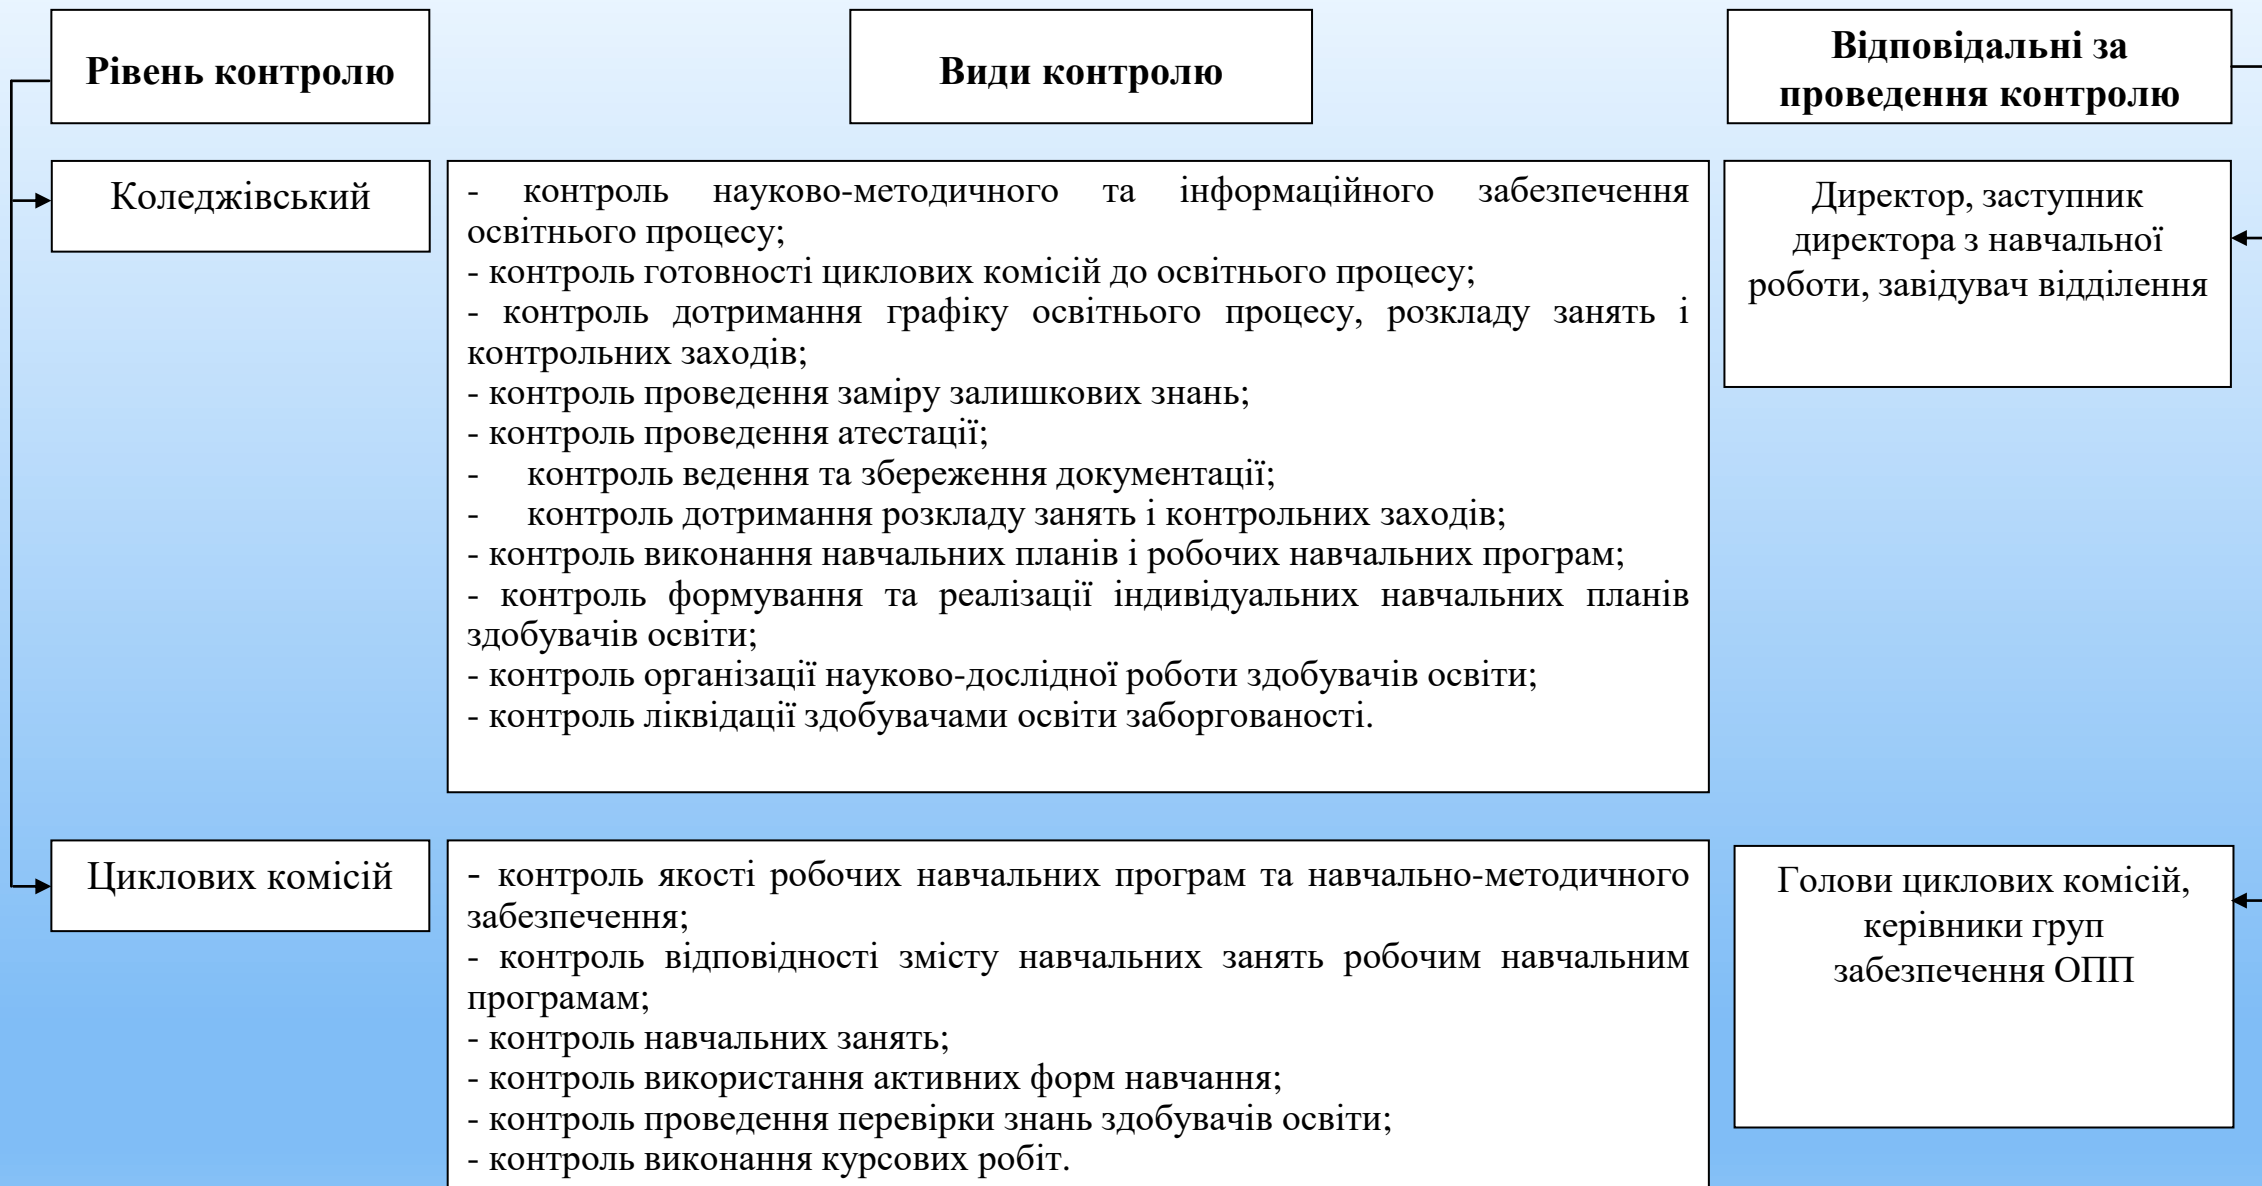 Рівень контролю
Види контролю
Відповідальні за
проведення контролю
Коледжівський
- контроль науково-методичного та інформаційного забезпечення
освітнього процесу;
- контроль готовності циклових комісій до освітнього процесу;
- контроль дотримання графіку освітнього процесу, розкладу занять і
контрольних заходів;
- контроль проведення заміру залишкових знань;
- контроль проведення атестації;
- контроль ведення та збереження документації;
- контроль дотримання розкладу занять і контрольних заходів;
- контроль виконання навчальних планів і робочих навчальних програм;
- контроль формування та реалізації індивідуальних навчальних планів
здобувачів освіти;
- контроль організації науково-дослідної роботи здобувачів освіти;
- контроль ліквідації здобувачами освіти заборгованості.
Директор, заступник
директора з навчальної
роботи, завідувач відділення
Циклових комісій
- контроль якості робочих навчальних програм та навчально-методичного
забезпечення;
- контроль відповідності змісту навчальних занять робочим навчальним
програмам;
- контроль навчальних занять;
- контроль використання активних форм навчання;
- контроль проведення перевірки знань здобувачів освіти;
- контроль виконання курсових робіт.
Голови циклових комісій,
керівники груп
забезпечення ОПП